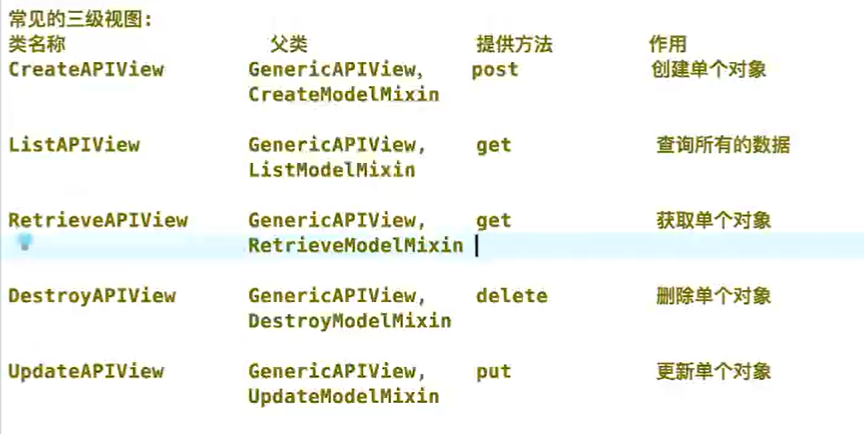 常见的三级视图:
类名称 父类 提供方法 作用
CreateAPIView GenericAPIView, post 创建单个对象
CreateModelMixin
ListAPIView GenericAPIView, get 查询所有的数据
ListModelMixin
RetrieveAPIView GenericAPIView, get 获取单个对象
RetrieveModelMixin
DestroyAPIView GenericAPIView, delete 删除单个对象
DestroyModelMixin
UpdateAPIView GenericAPIView, put 更新单个对象
UpdateModelMixin